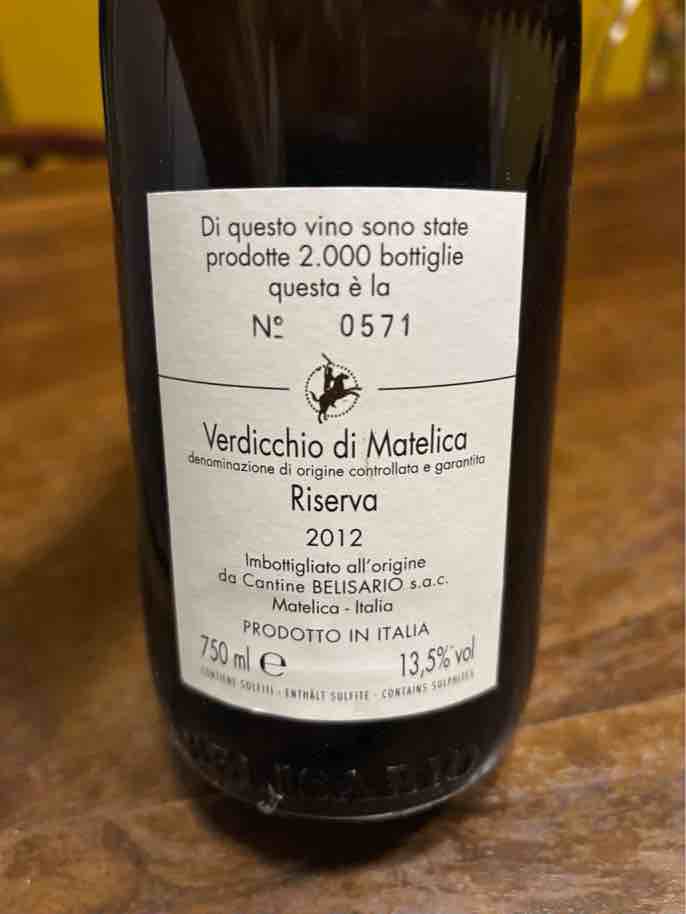 Di questo vino sono state
prodotte 2.000 bottiglie
questa è la
Nº 0571
Verdicchio di Matelica
denominazione di origine controllata e garantita
Riserva
2012
Imbottigliato all'origine
da Cantine BELISARIO s.a.c.
Matelica - Italia
PRODOTTO IN ITALIA
750 ml e 13,5% vol
CONTIENE SOLFITI - ENTHÄLT SULFITE - CONTAINS SULPHITES
BELISARIO